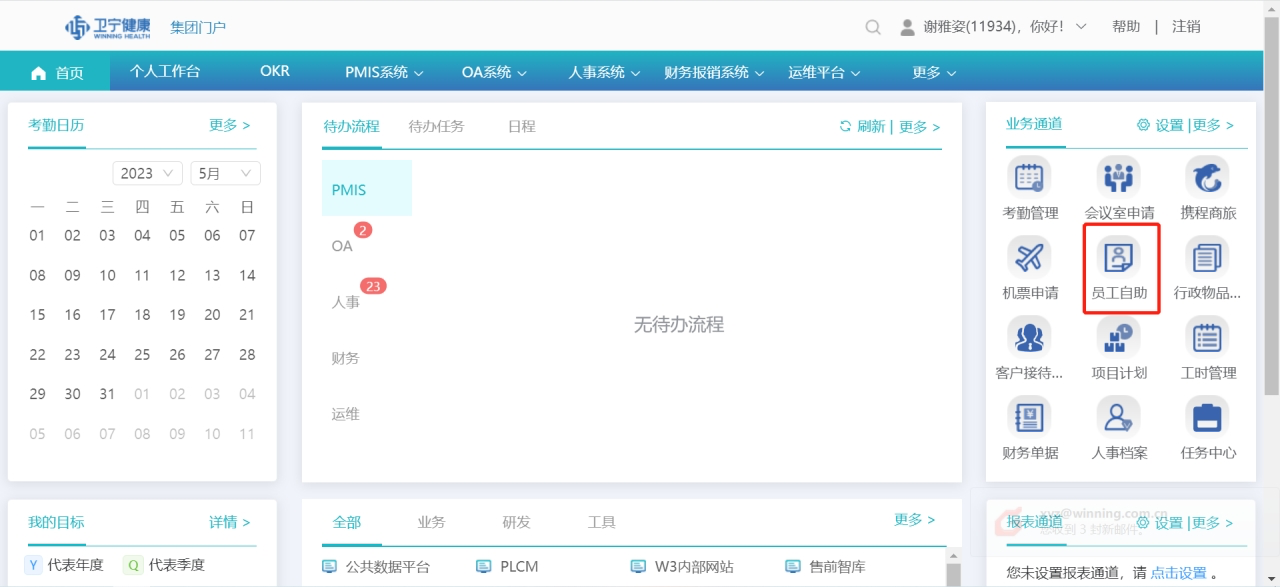 卫宁健康 WINNING HEALTH 集团门户 谢雅姿(11934)，你好! 帮助 | 注销
首页 个人工作台 OKR PMIS系统 OA系统 人事系统 财务报销系统 运维平台 更多
考勤日历 更多 >
2023 5月
一 二 三 四 五 六 日
01 02 03 04 05 06 07
08 09 10 11 12 13 14
15 16 17 18 19 20 21
22 23 24 25 26 27 28
29 30 31 01 02 03 04
05 06 07 08 09 10 11
待办流程 待办任务 日程 刷新 | 更多 >
PMIS
OA 2
人事 23
财务
运维
无待办流程
业务通道 设置 |更多 >
考勤管理 会议室申请 携程商旅
机票申请 员工自助 行政物品...
客户接待... 项目计划 工时管理
财务单据 人事档案 任务中心
我的目标 详情 >
Y 代表年度 Q 代表季度
全部 业务 研发 工具 更多 >
公共数据平台 PLCM W3内部网站 售前智库
报表通道 设置 |更多 >
xyg@winning.com.cn
您收到 3 封新邮件
您未设置报表通道，请 点击设置 。